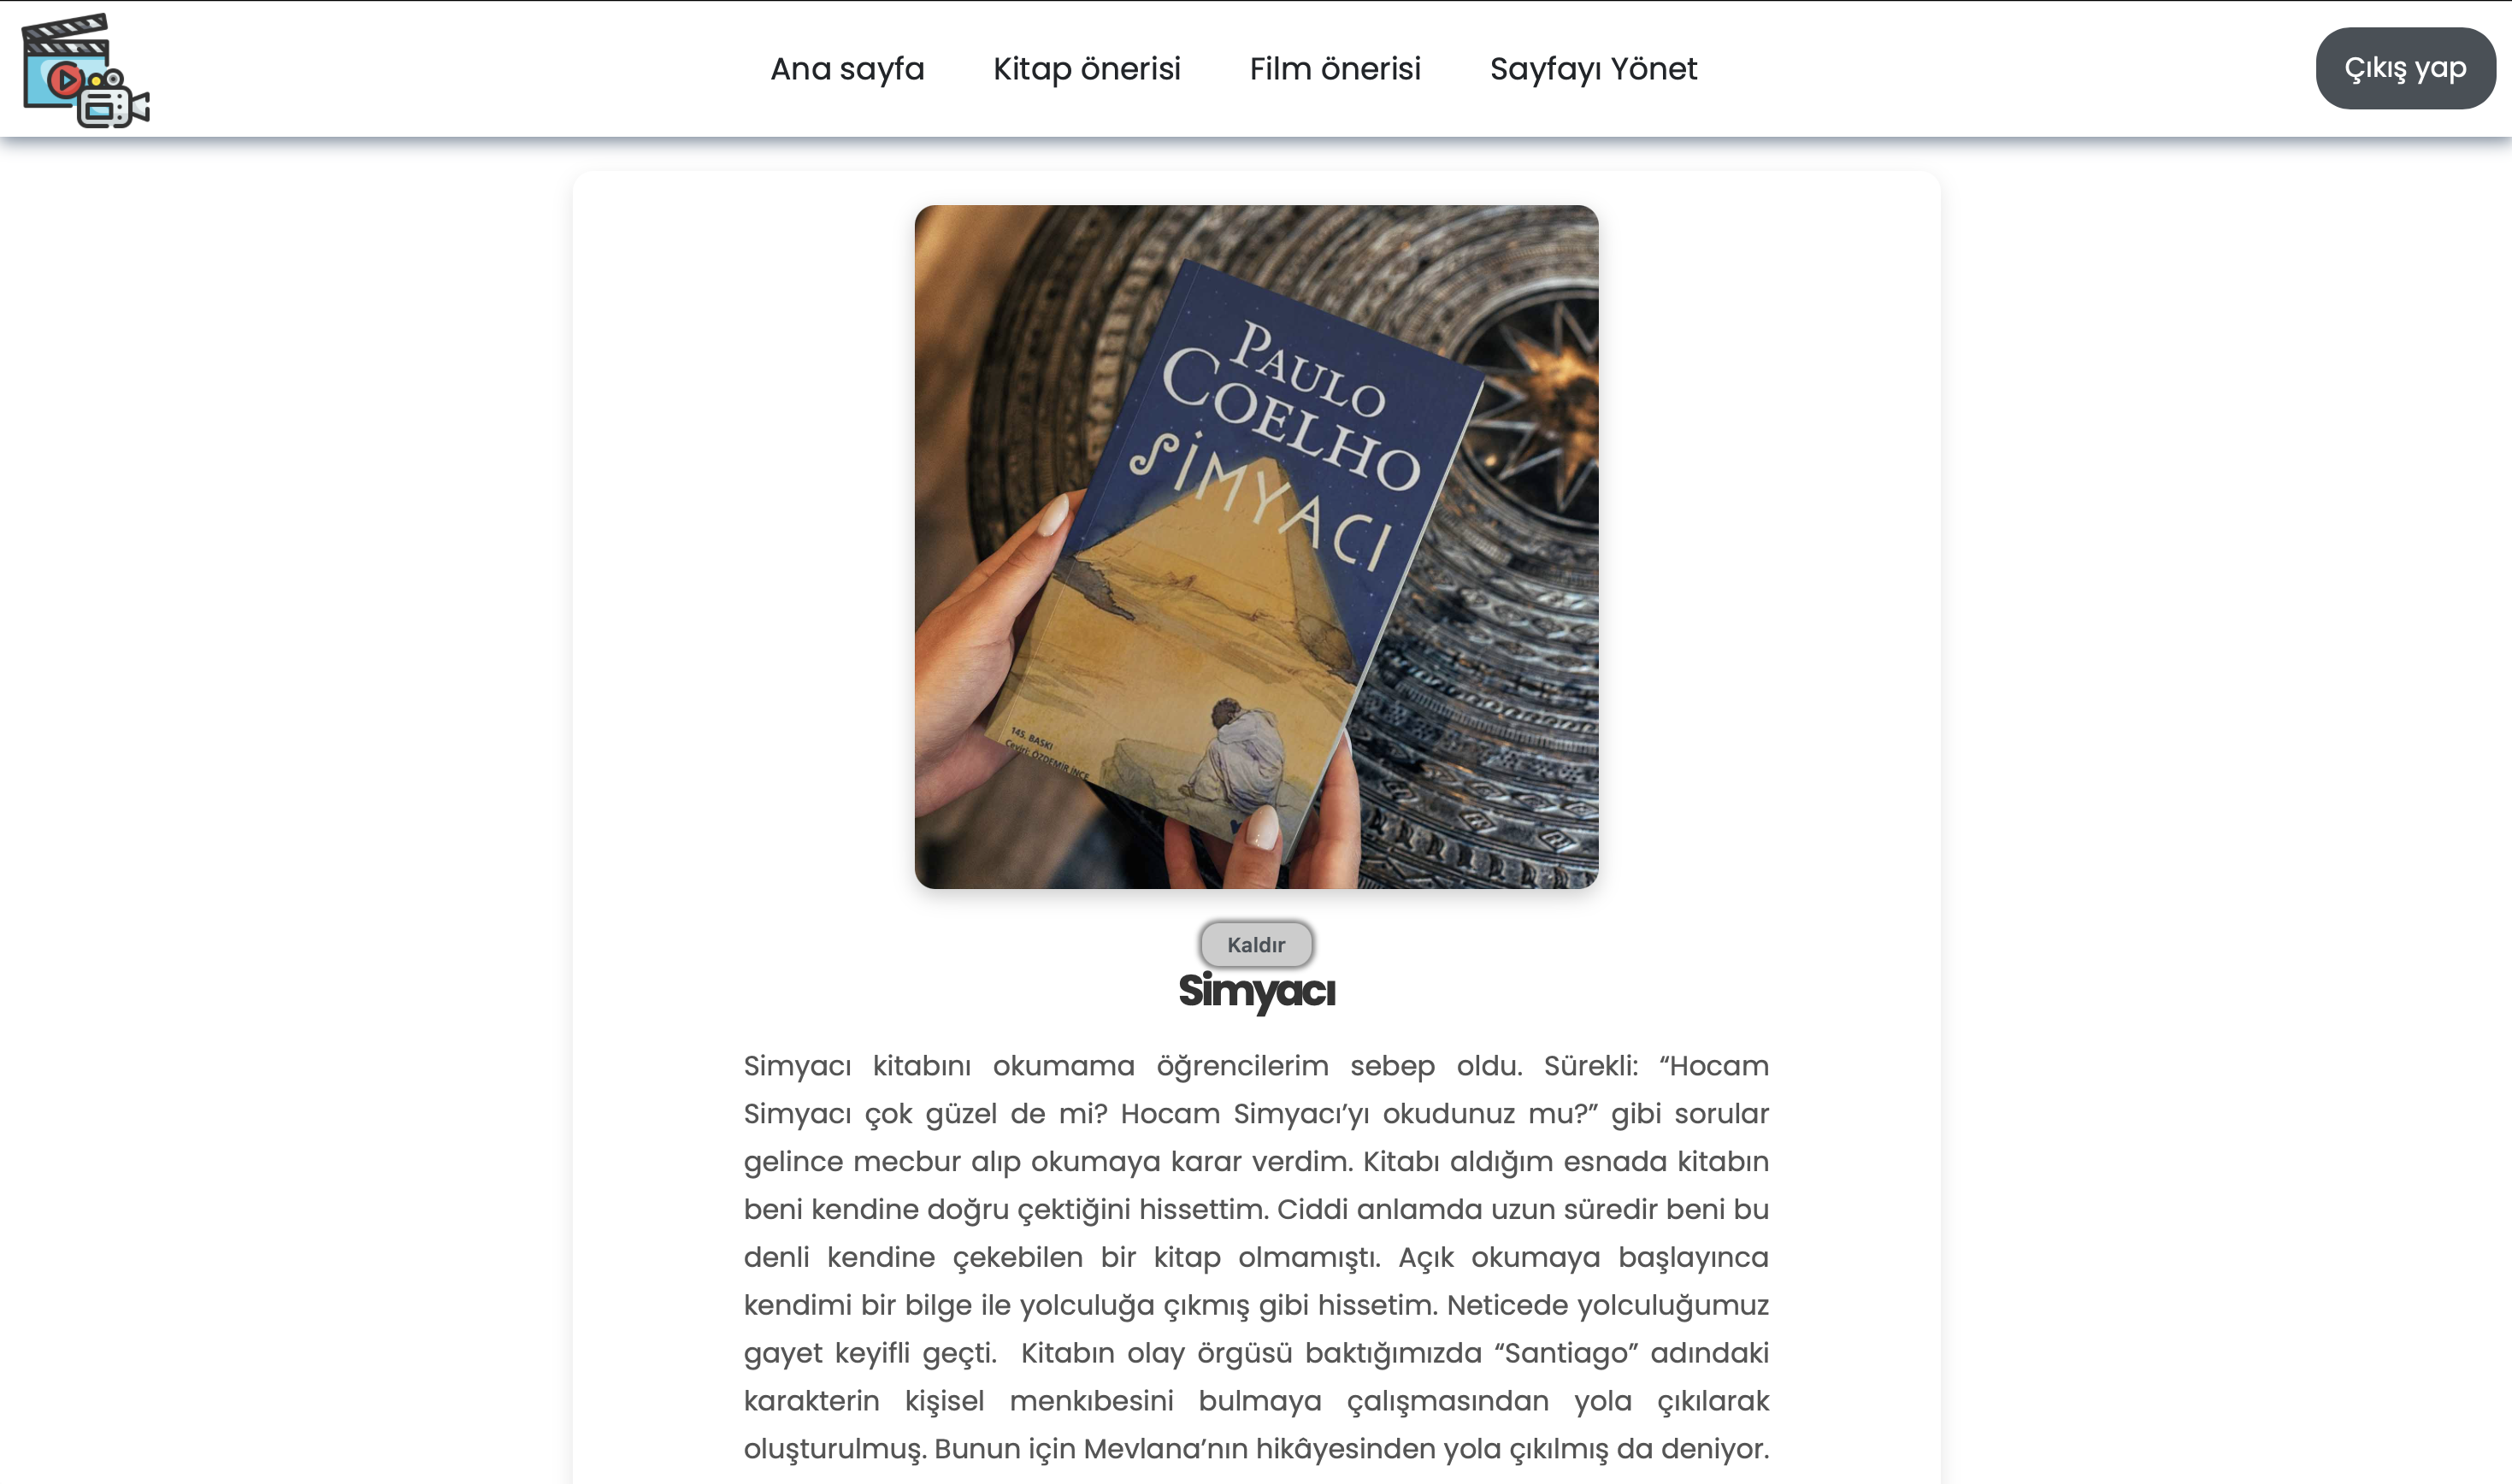 Ana sayfa
Kitap önerisi
Film önerisi
Sayfayı Yönet
Çıkış yap
PAULO
COELHO
SİMYACI
145. BASKI
Çeviri: ÖZDEMİR İNCE
Kaldır
Simyacı
Simyacı kitabını okumama öğrencilerim sebep oldu. Sürekli: “Hocam
Simyacı çok güzel de mi? Hocam Simyacı’yı okudunuz mu?” gibi sorular
gelince mecbur alıp okumaya karar verdim. Kitabı aldığım esnada kitabın
beni kendine doğru çektiğini hissettim. Ciddi anlamda uzun süredir beni bu
denli kendine çekebilen bir kitap olmamıştı. Açık okumaya başlayınca
kendimi bir bilge ile yolculuğa çıkmış gibi hissetim. Neticede yolculuğumuz
gayet keyifli geçti.  Kitabın olay örgüsü baktığımızda “Santiago” adındaki
karakterin kişisel menkıbesini bulmaya çalışmasından yola çıkılarak
oluşturulmuş. Bunun için Mevlana’nın hikâyesinden yola çıkılmış da deniyor.